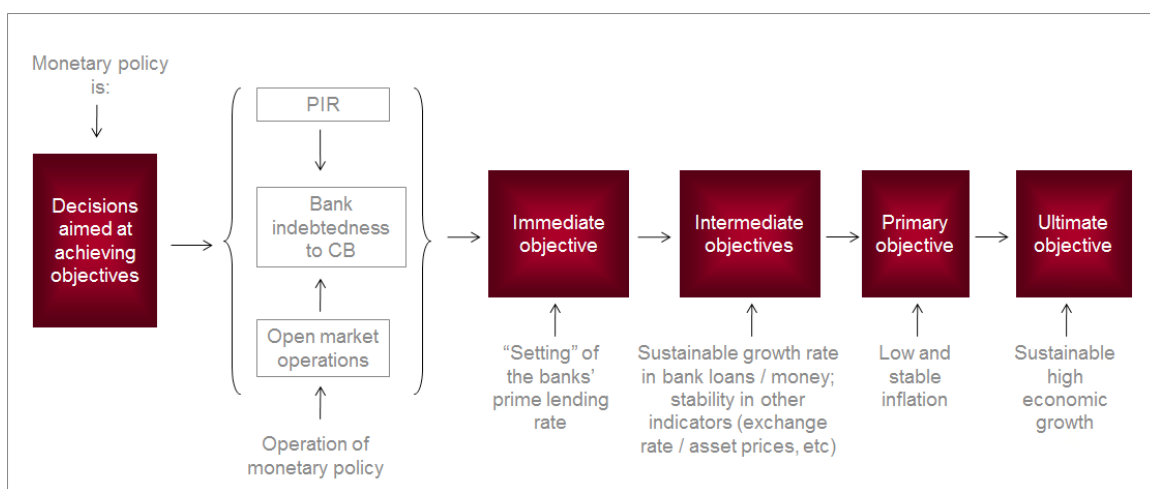 Monetary policy
is:
Decisions
aimed at
achieving
objectives
PIR
Bank
indebtedness
to CB
Open market
operations
Operation of
monetary policy
Immediate
objective
“Setting” of
the banks’
prime lending
rate
Intermediate
objectives
Sustainable growth rate
in bank loans / money;
stability in other
indicators (exchange
rate / asset prices, etc)
Primary
objective
Low and
stable
inflation
Ultimate
objective
Sustainable
high
economic
growth